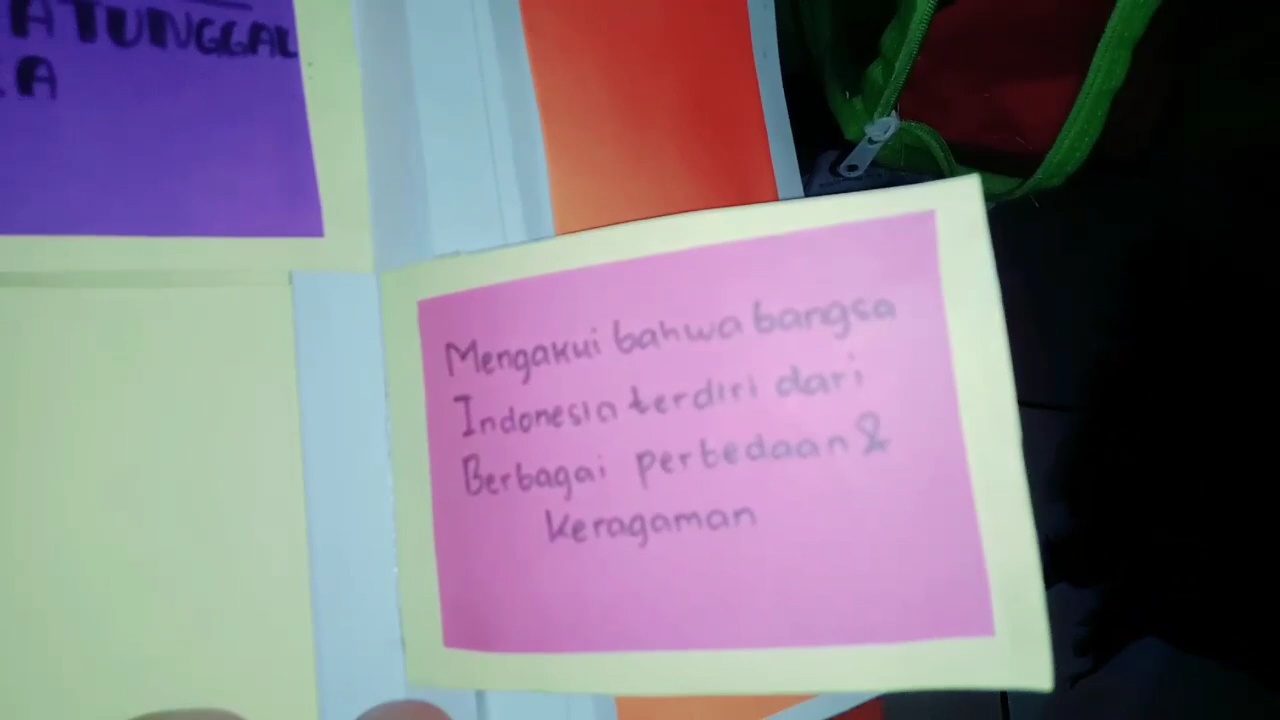 ATUNGGAL
A
Mengakui bahwa bangsa
Indonesia terdiri dari
Berbagai perbedaan &
keragaman